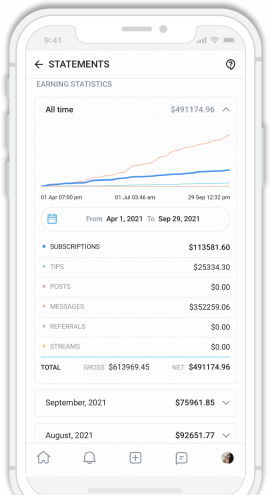 9:41
STATEMENTS
EARNING STATISTICS
All time $491174.96
01 Apr 07:00 pm 01 Jul 03:46 am 29 Sep 12:32 pm
From Apr 1, 2021 To Sep 29, 2021
SUBSCRIPTIONS $113581.60
TIPS $25334.30
POSTS $0.00
MESSAGES $352259.06
REFERRALS $0.00
STREAMS $0.00
TOTAL GROSS $613969.45 NET $491174.96
September, 2021 $75961.85
August, 2021 $92651.77